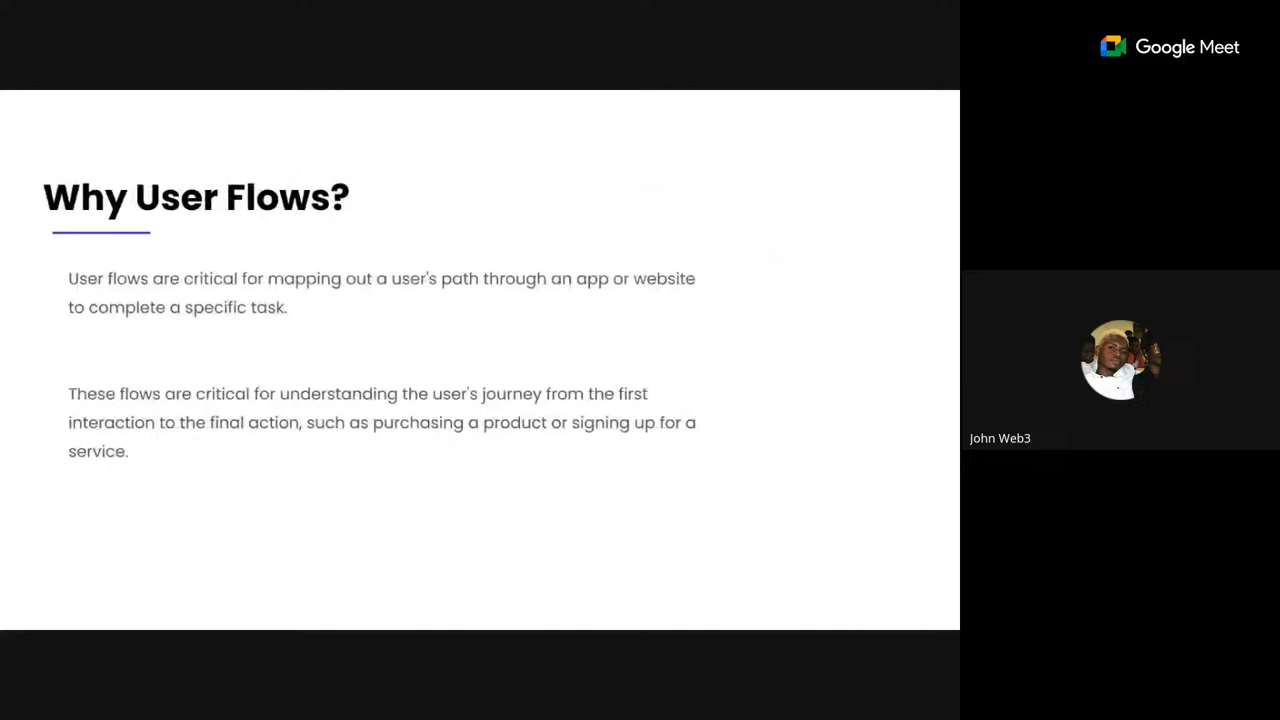 Google Meet
Why User Flows?
User flows are critical for mapping out a user's path through an app or website
to complete a specific task.
These flows are critical for understanding the user's journey from the first
interaction to the final action, such as purchasing a product or signing up for a
service.
John Web3